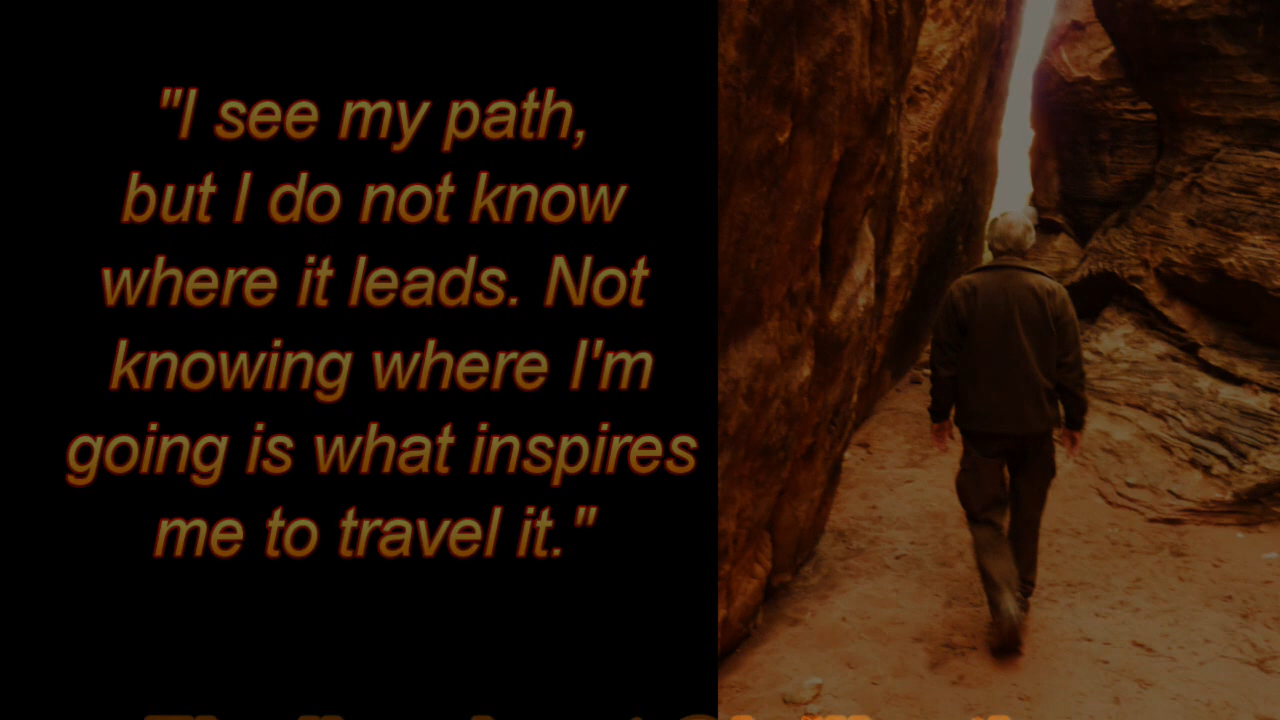 "I see my path,
but I do not know
where it leads. Not
knowing where I'm
going is what inspires
me to travel it."